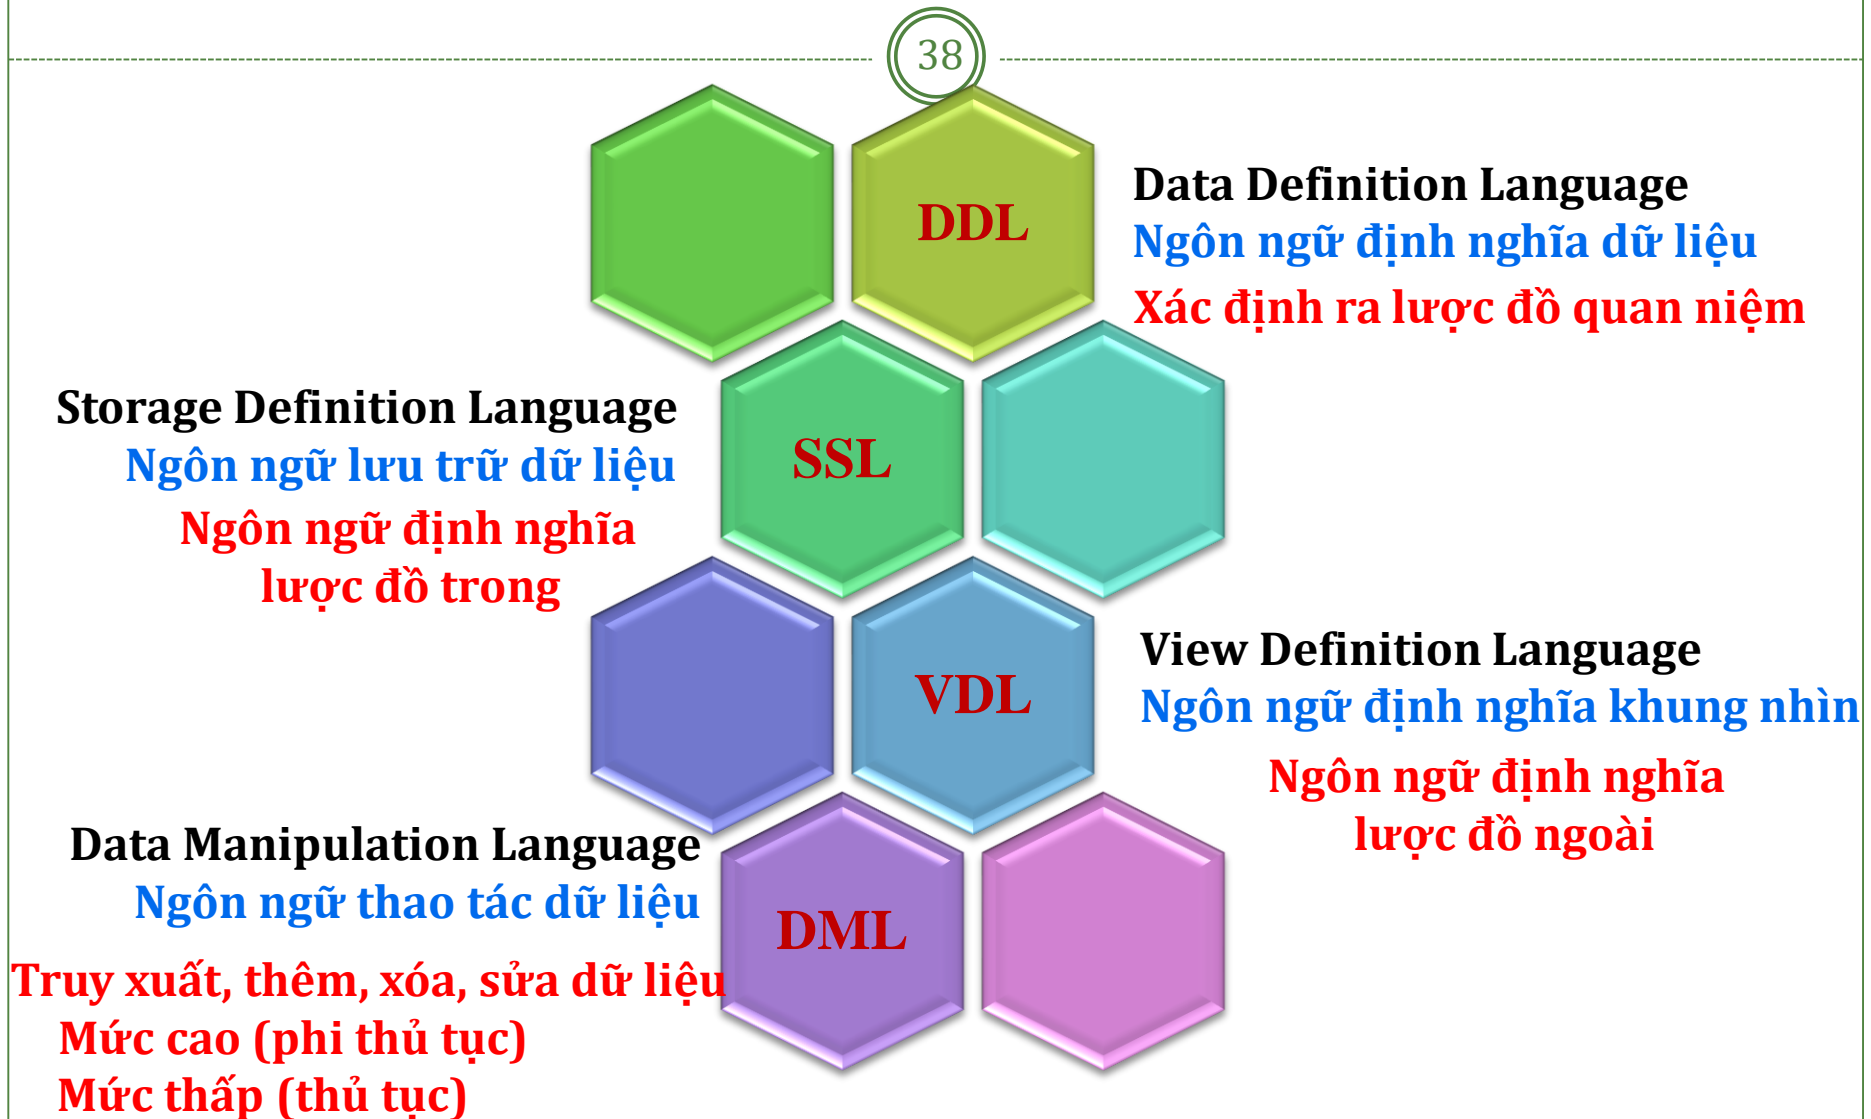 38
DDL
Data Definition Language
Ngôn ngữ định nghĩa dữ liệu
Xác định ra lược đồ quan niệm
Storage Definition Language
Ngôn ngữ lưu trữ dữ liệu
Ngôn ngữ định nghĩa
lược đồ trong
SSL
VDL
View Definition Language
Ngôn ngữ định nghĩa khung nhìn
Ngôn ngữ định nghĩa
lược đồ ngoài
Data Manipulation Language
Ngôn ngữ thao tác dữ liệu
Truy xuất, thêm, xóa, sửa dữ liệu
Mức cao (phi thủ tục)
Mức thấp (thủ tục)
DML